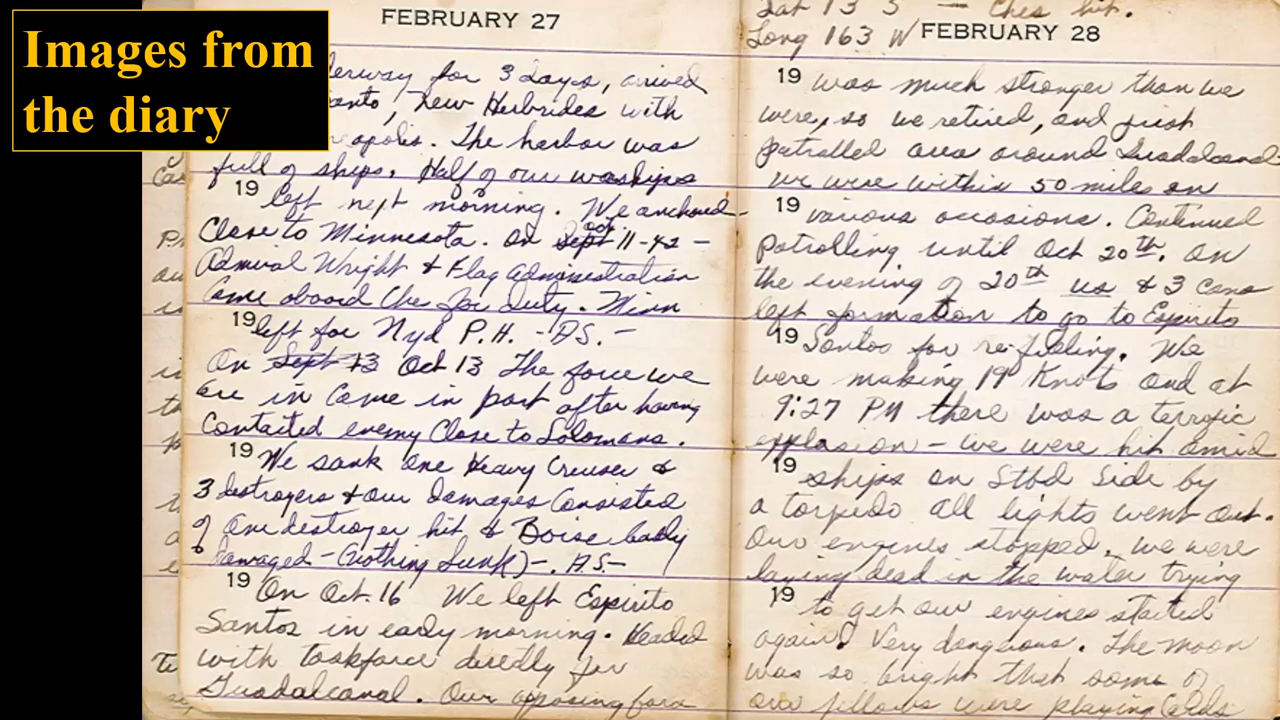 Images from
the diary
FEBRUARY 27
for 3 Days, arrived
New Herbrides with
The harbor was
full of ships. Half of our warships
19 left next morning. We anchored
Close to Minnesota. On Sept Oct 11-42 -
Admiral Wright & Flag administration
Came aboard Che for duty. Minn
19 left for Nyd P.H. - P.S. -
On Sept 13 Oct 13 The force we
are in Came in port after having
Contacted enemy Close to Solomans.
19 We sank one Heavy Creuser &
3 destroyers & our Damages Consisted
of One destroyer hit & Boise badly
Damaged - (Nothing Sunk) -. P.S. -
19 On Oct. 16 We left Espirito
Santos in early morning. Headed
with taskforce directly for
Guadalcanal. Our opposing force
Lat 13 S - Ches hit.
Long 163 W
FEBRUARY 28
19 was much stronger than we
were, so we retired, and just
patrolled area around Guadalcanal
we were within 50 miles on
19 various occasions. Continued
Patrolling until Oct 20th. On
the evening of 20th us & 3 cans
left formation to go to Espirito
19 Santos for refueling. We
were making 19 Knots and at
9:27 PM there was a terrific
explosion - we were hit amid
19 ships on Stbd Side by
a torpedo all lights went out.
Our engines stopped, we were
laying dead in the water trying
19 to get our engines started
again. Very dangerous. The moon
was so bright that some of
our fellows were playing Cards